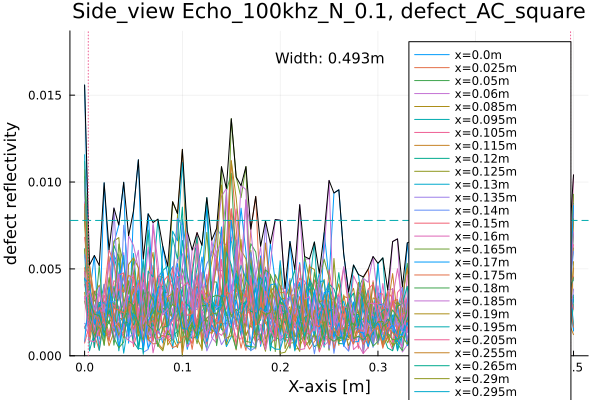 Side_view Echo_100khz_N_0.1, defect_AC_square
Width: 0.493m
defect reflectivity
0.015
0.010
0.005
0.000
0.0
0.1
0.2
0.3
.5
X-axis [m]
x=0.0m
x=0.025m
x=0.05m
x=0.06m
x=0.085m
x=0.095m
x=0.105m
x=0.115m
x=0.12m
x=0.125m
x=0.13m
x=0.135m
x=0.14m
x=0.15m
x=0.16m
x=0.165m
x=0.17m
x=0.175m
x=0.18m
x=0.185m
x=0.19m
x=0.195m
x=0.205m
x=0.255m
x=0.265m
x=0.29m
x=0.295m